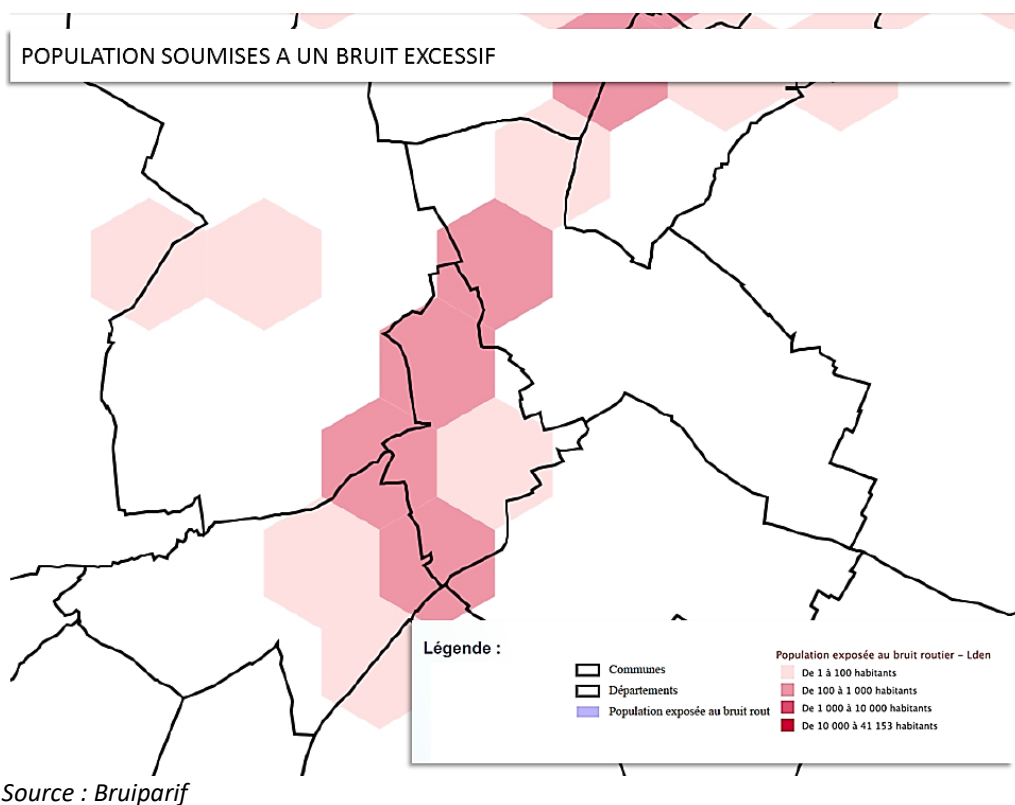 POPULATION SOUMISES A UN BRUIT EXCESSIF
Légende :
Communes
Départements
Population exposée au bruit rout
Population exposée au bruit routier – Lden
De 1 à 100 habitants
De 100 à 1 000 habitants
De 1 000 à 10 000 habitants
De 10 000 à 41 153 habitants
Source : Bruiparif